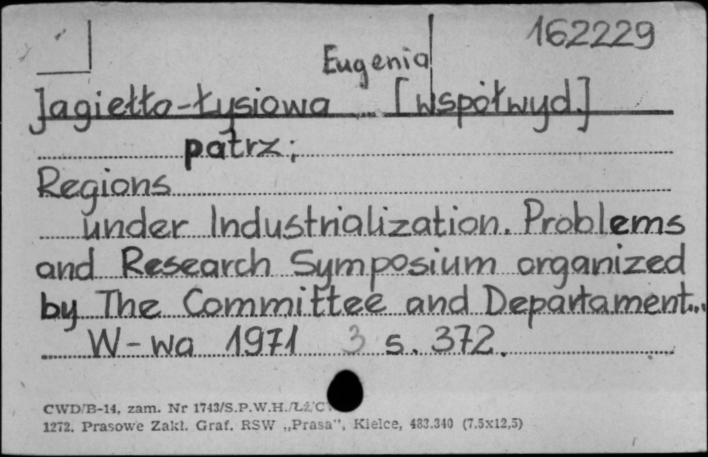 162229
Eugenia
Jagiełło-Łysiowa [Współwyd.]
patrz;
Regions
under Industrialization. Problems
and Research Symposium organized
by The Committee and Departament...
W-wa 1971 3 s. 372.
CWD/B-14, zam. Nr 1743/S.P.W.H./Łź/C
1272. Prasowe Zakł. Graf. RSW „Prasa", Kielce, 483.340 (7,5x12,5)